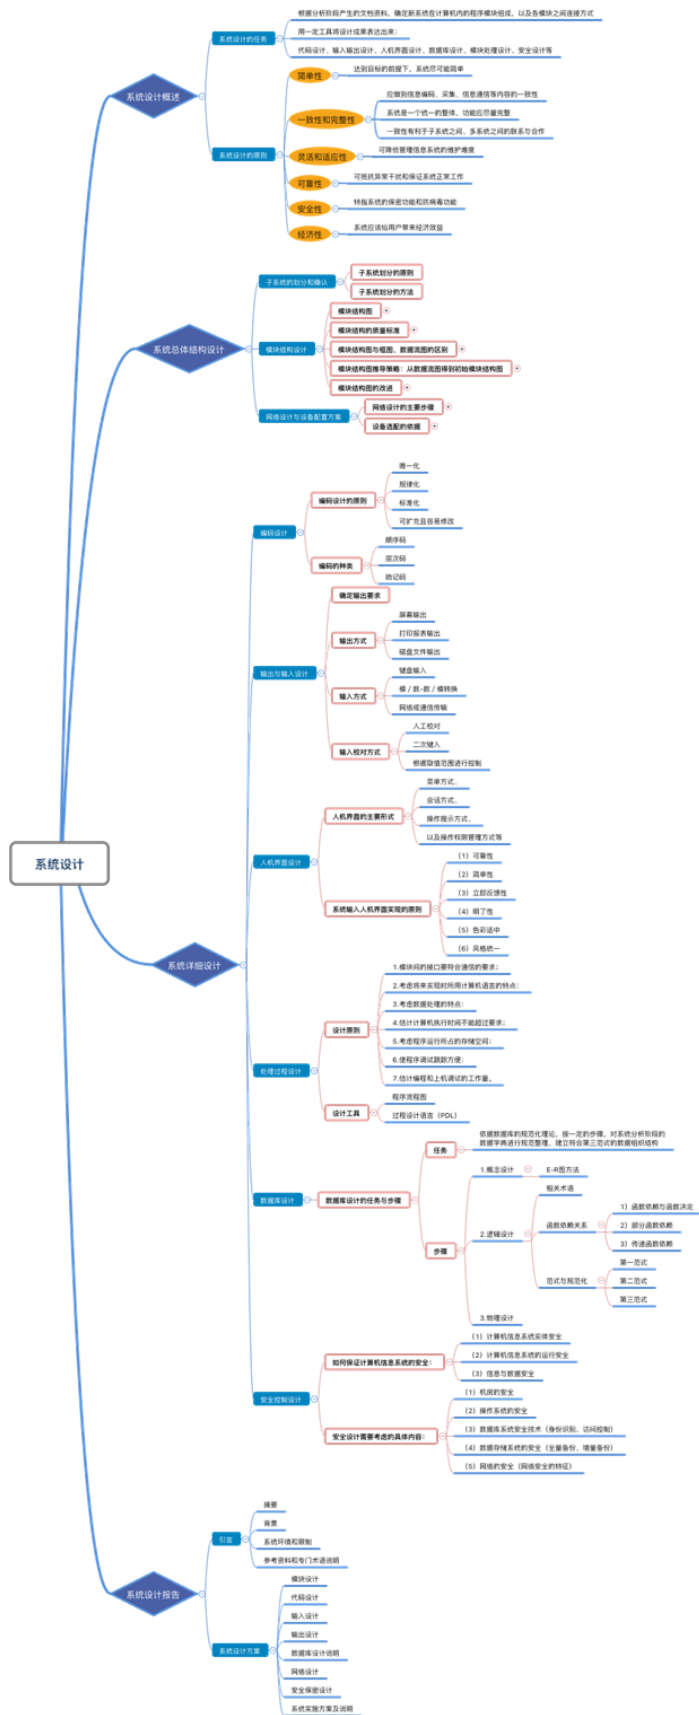 系统设计
系统设计概述
系统设计的任务
根据分析阶段产生的文档资料，确定新系统在计算机内的程序模块组成，以及各模块之间连接方式
用一定工具将设计成果表达出来；
代码设计、输入输出设计、人机界面设计、数据库设计、模块处理设计、安全设计等
系统设计的原则
简单性
达到目标的前提下，系统尽可能简单
一致性和完整性
应做到信息编码、采集、信息通信等内容的一致性
系统是一个统一的整体，功能应尽量完整
一致性有利于子系统之间、多系统之间的联系与合作
灵活和适应性
可降低管理信息系统的维护难度
可靠性
可抵抗异常干扰和保证系统正常工作
安全性
特指系统的保密功能和防病毒功能
经济性
系统应该给用户带来经济效益
系统总体结构设计
子系统的划分和确认
子系统划分的原则
子系统划分的方法
模块结构设计
模块结构图
模块结构的质量标准
模块结构图与框图、数据流图的区别
模块结构图推导策略：从数据流图得到初始模块结构图
模块结构图的改进
网络设计与设备配置方案
网络设计的主要步骤
设备选配的依据
系统详细设计
编码设计
编码设计的原则
唯一化
规律化
标准化
可扩充且容易修改
编码的种类
顺序码
层次码
助记码
输出与输入设计
确定输出要求
输出方式
屏幕输出
打印报表输出
磁盘文件输出
输入方式
键盘输入
模 / 数-数 / 模转换
网络或通信传输
输入校对方式
人工校对
二次键入
根据取值范围进行控制
人机界面设计
人机界面的主要形式
菜单方式、
会话方式、
操作提示方式、
以及操作权限管理方式等
系统输入人机界面实现的原则
（1）可靠性
（2）简单性
（3）立即反馈性
（4）明了性
（5）色彩适中
（6）风格统一
处理过程设计
设计原则
1.模块间的接口要符合通信的要求；
2.考虑将来实现时所用计算机语言的特点；
3.考虑数据处理的特点；
4.估计计算机执行时间不能超过要求；
5.考虑程序运行所占的存储空间；
6.使程序调试跟踪方便；
7.估计编程和上机调试的工作量。
设计工具
程序流程图
过程设计语言（PDL）
数据库设计
数据库设计的任务与步骤
任务
依据数据库的规范化理论，按一定的步骤，对系统分析阶段的
数据字典进行规范整理，建立符合第三范式的数据组织结构
步骤
1.概念设计
E-R图方法
2.逻辑设计
相关术语
函数依赖关系
1）函数依赖与函数决定
2）部分函数依赖
3）传递函数依赖
范式与规范化
第一范式
第二范式
第三范式
3.物理设计
安全控制设计
如何保证计算机信息系统的安全：
（1）计算机信息系统实体安全
（2）计算机信息系统的运行安全
（3）信息与数据安全
安全设计需要考虑的具体内容：
（1）机房的安全
（2）操作系统的安全
（3）数据库系统安全技术（身份识别、访问控制）
（4）数据存储系统的安全（全量备份、增量备份）
（5）网络的安全（网络安全的特征）
系统设计报告
引言
摘要
背景
系统环境和限制
参考资料和专门术语说明
系统设计方案
模块设计
代码设计
输入设计
输出设计
数据库设计说明
网络设计
安全保密设计
系统实施方案及说明